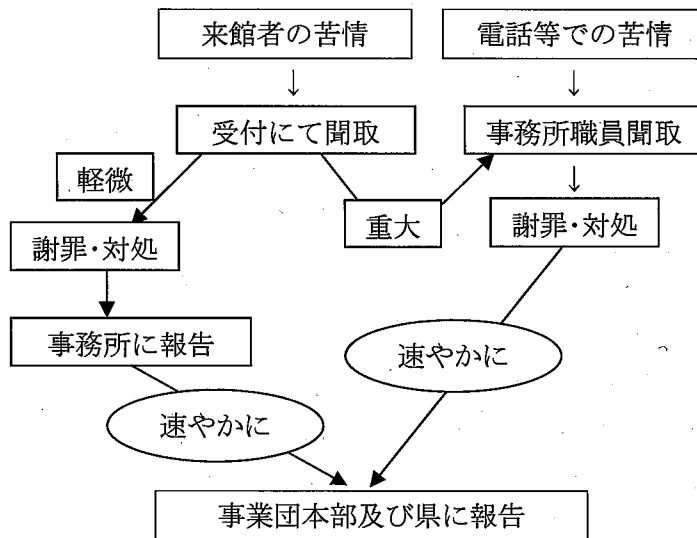 来館者の苦情
電話等での苦情
↓
↓
受付にて聞取
事務所職員聞取
軽微
↓
重大
謝罪・対処
謝罪・対処
事務所に報告
速やかに
速やかに
事業団本部及び県に報告